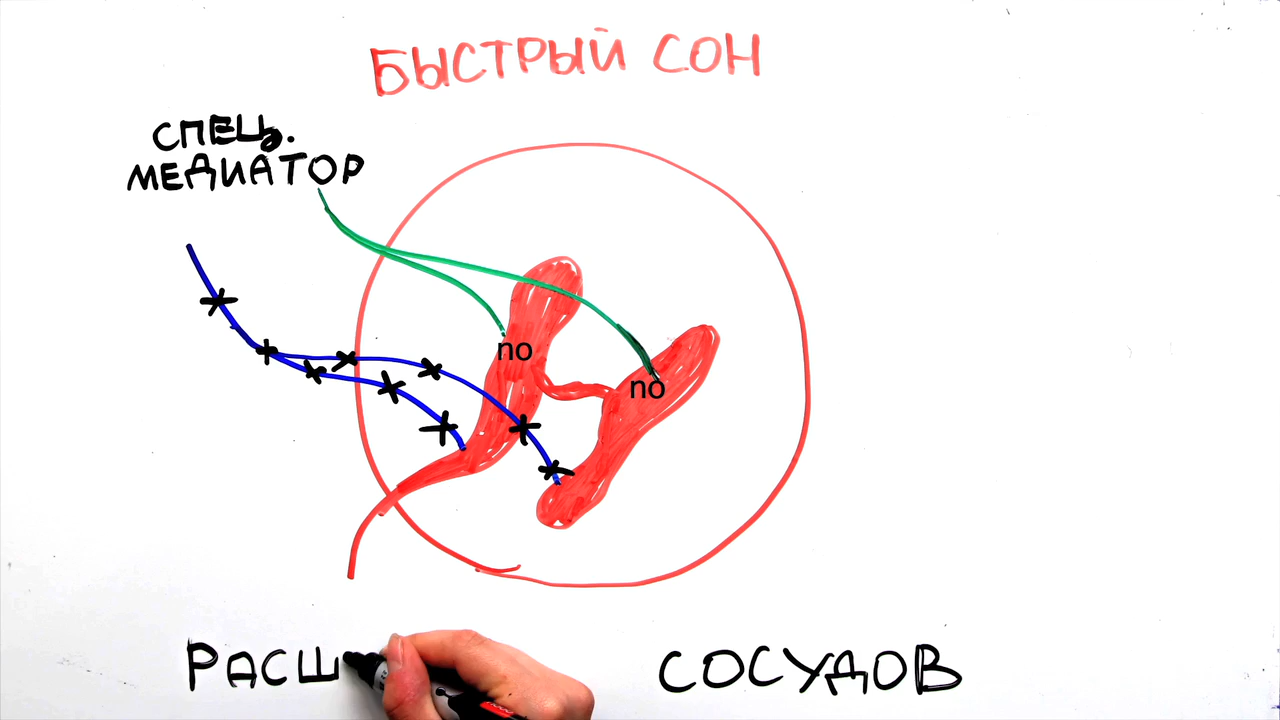 БЫСТРЫЙ СОН
СПЕЦ.
МЕДИАТОР
no
no
РАСШ СОСУДОВ